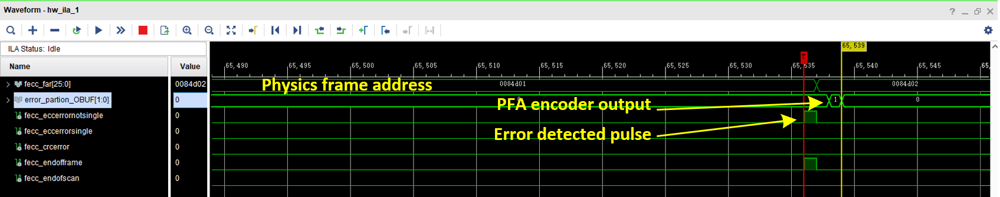 Waveform - hw_ila_1
ILA Status: Idle
Name Value
65,539
65,490 65,495 65,500 65,505 65,510 65,515 65,520 65,525 65,530 65,535 65,540 65,545
fecc_far[25:0] 0084d02 0084d01 0084d02
Physics frame address
error_partion_OBUF[1:0] 0 1 0
PFA encoder output
fecc_eccerrornotsingle 0
fecc_eccerrorsingle 0
Error detected pulse
fecc_crcerror 0
fecc_endofframe 0
fecc_endofscan 0